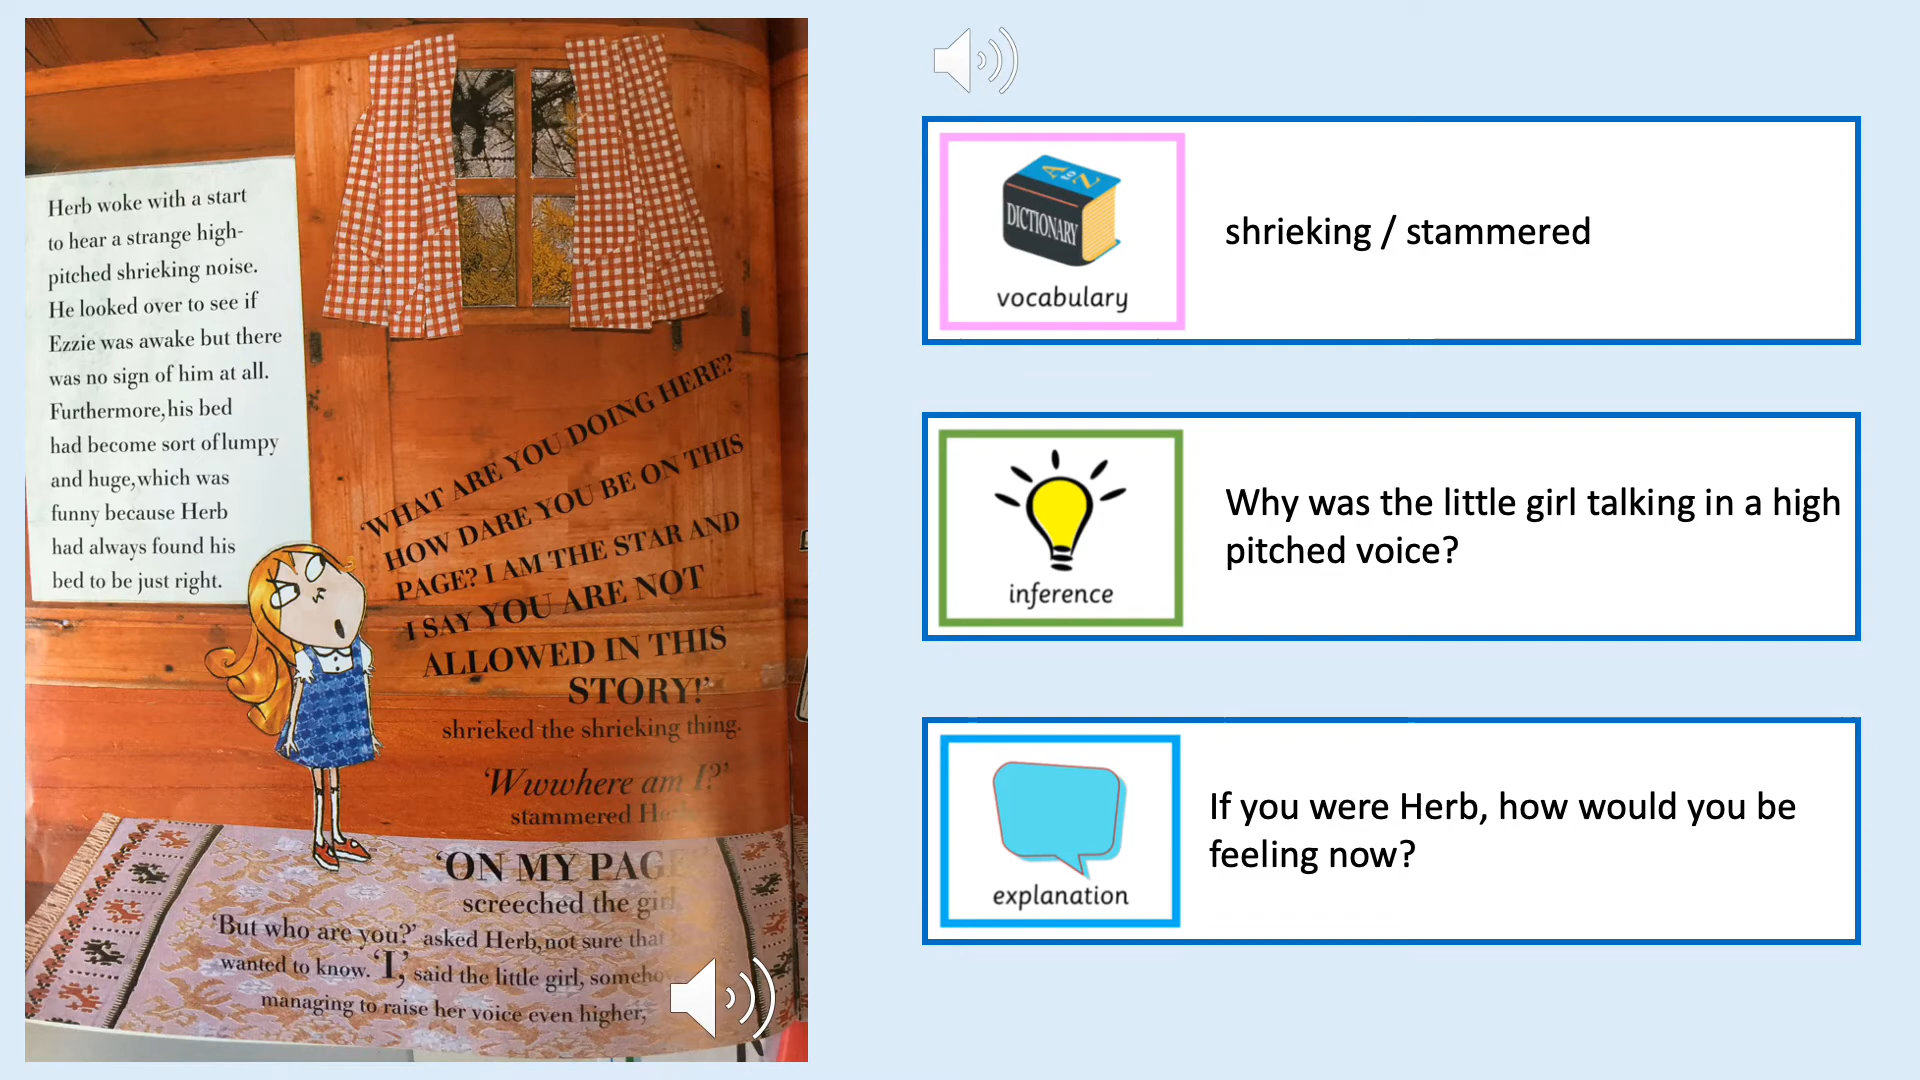 Herb woke with a start
to hear a strange high-
pitched shrieking noise.
He looked over to see if
Ezzie was awake but there
was no sign of him at all.
Furthermore, his bed
had become sort of lumpy
and huge, which was
funny because Herb
had always found his
bed to be just right.
'WHAT ARE YOU DOING HERE?
HOW DARE YOU BE ON THIS
PAGE? I AM THE STAR AND
I SAY YOU ARE NOT
ALLOWED IN THIS
STORY!'
shrieked the shrieking thing.
'Wwwhere am I?'
stammered
'ON MY
screeched the
'But who are you?' asked Herb, not sure that
wanted to know. 'I,' said the little girl,
managing to raise her voice even higher,
A to Z
DICTIONARY
vocabulary
shrieking / stammered
inference
Why was the little girl talking in a high
pitched voice?
explanation
If you were Herb, how would you be
feeling now?